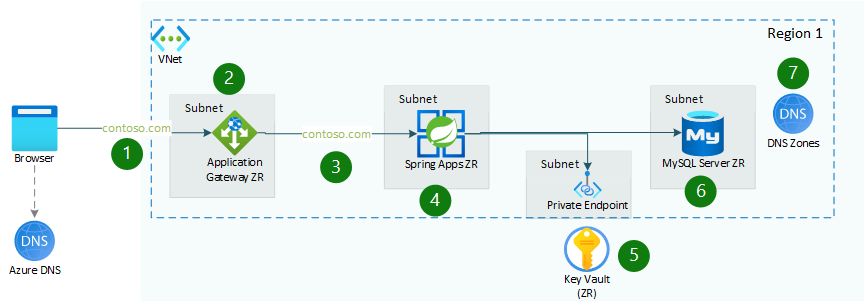 Region 1
VNet
7
2
Subnet
Subnet
Subnet
DNS
DNS Zones
contoso.com
contoso.com
My
Browser
1
Application
Gateway ZR
3
Spring Apps ZR
MySQL Server ZR
Subnet
4
6
Private Endpoint
DNS
Azure DNS
5
Key Vault
(ZR)